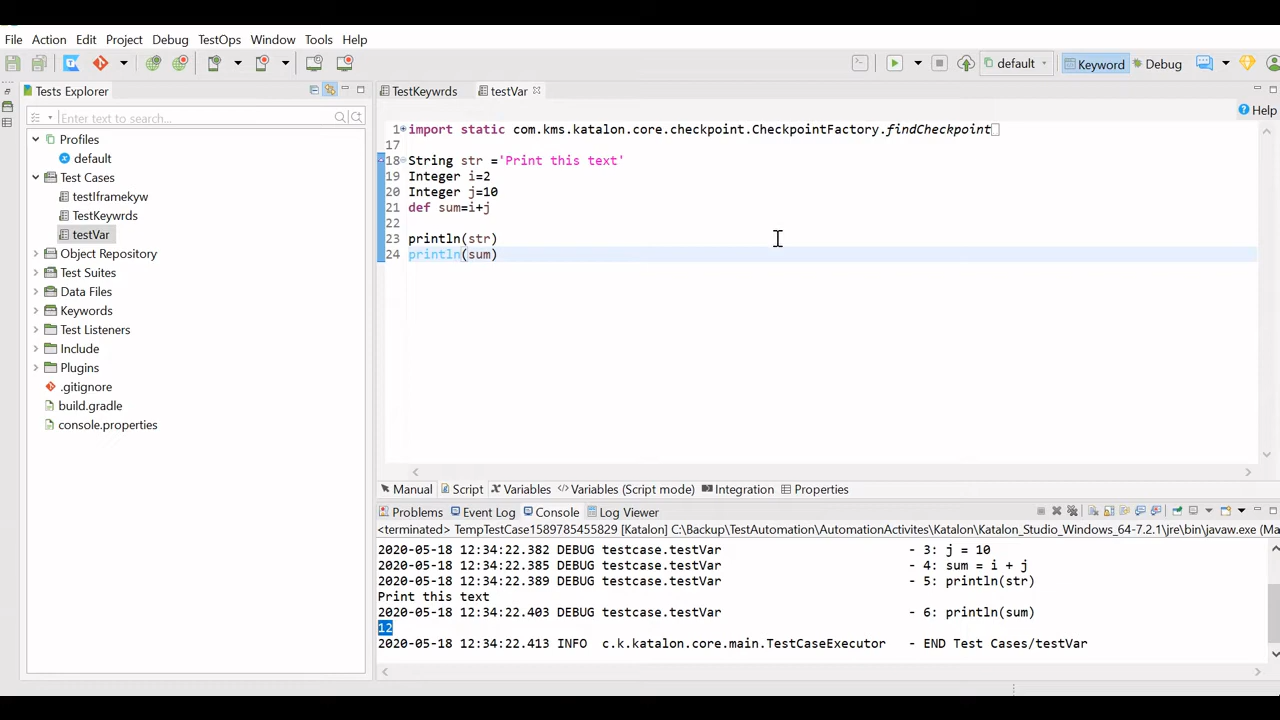 File Action Edit Project Debug TestOps Window Tools Help
default Keyword Debug
Tests Explorer
Enter text to search...
Profiles
default
Test Cases
testIframekyw
TestKeywrds
testVar
Object Repository
Test Suites
Data Files
Keywords
Test Listeners
Include
Plugins
.gitignore
build.gradle
console.properties
TestKeywrds testVar
Help
1 import static com.kms.katalon.core.checkpoint.CheckpointFactory.findCheckpoint
17
18 String str ='Print this text'
19 Integer i=2
20 Integer j=10
21 def sum=i+j
22
23 println(str)
24 println(sum)
Manual Script Variables Variables (Script mode) Integration Properties
Problems Event Log Console Log Viewer
<terminated> TempTestCase1589785455829 [Katalon] C:\Backup\TestAutomation\AutomationActivites\Katalon\Katalon_Studio_Windows_64-7.2.1\jre\bin\javaw.exe (Ma
2020-05-18 12:34:22.382 DEBUG testcase.testVar - 3: j = 10
2020-05-18 12:34:22.385 DEBUG testcase.testVar - 4: sum = i + j
2020-05-18 12:34:22.389 DEBUG testcase.testVar - 5: println(str)
Print this text
2020-05-18 12:34:22.403 DEBUG testcase.testVar - 6: println(sum)
12
2020-05-18 12:34:22.413 INFO c.k.katalon.core.main.TestCaseExecutor - END Test Cases/testVar